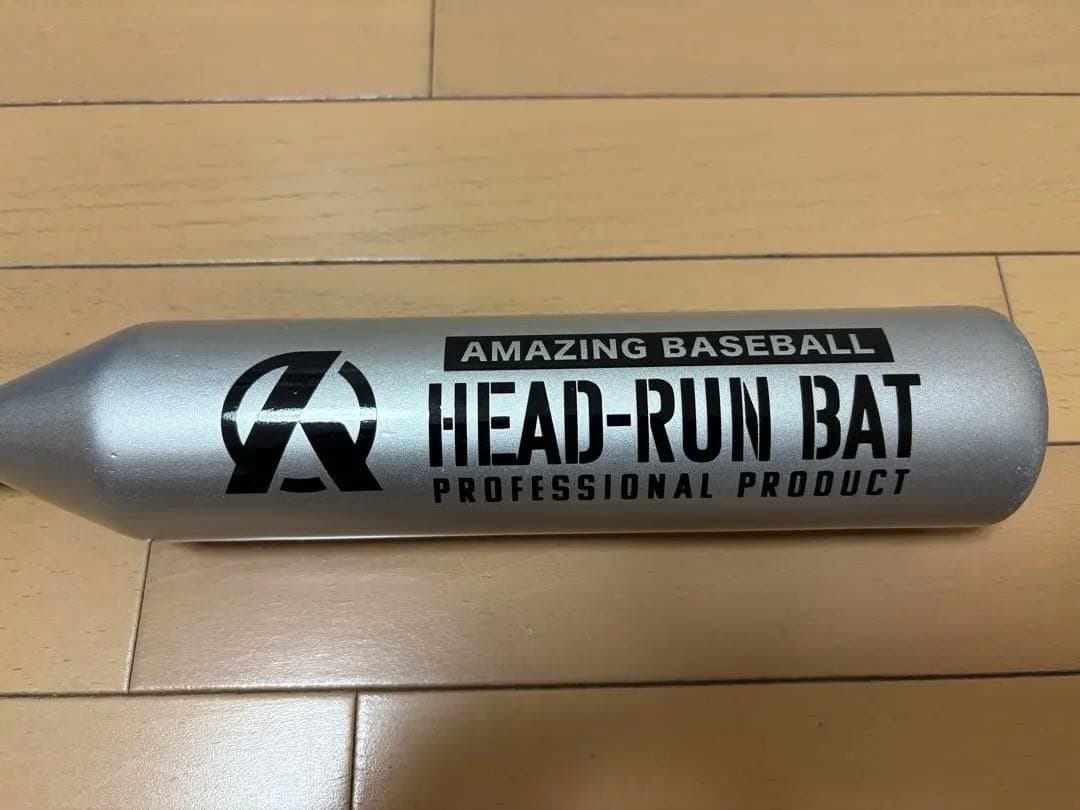 AMAZING BASEBALL
HEAD-RUN BAT
PROFESSIONAL PRODUCT